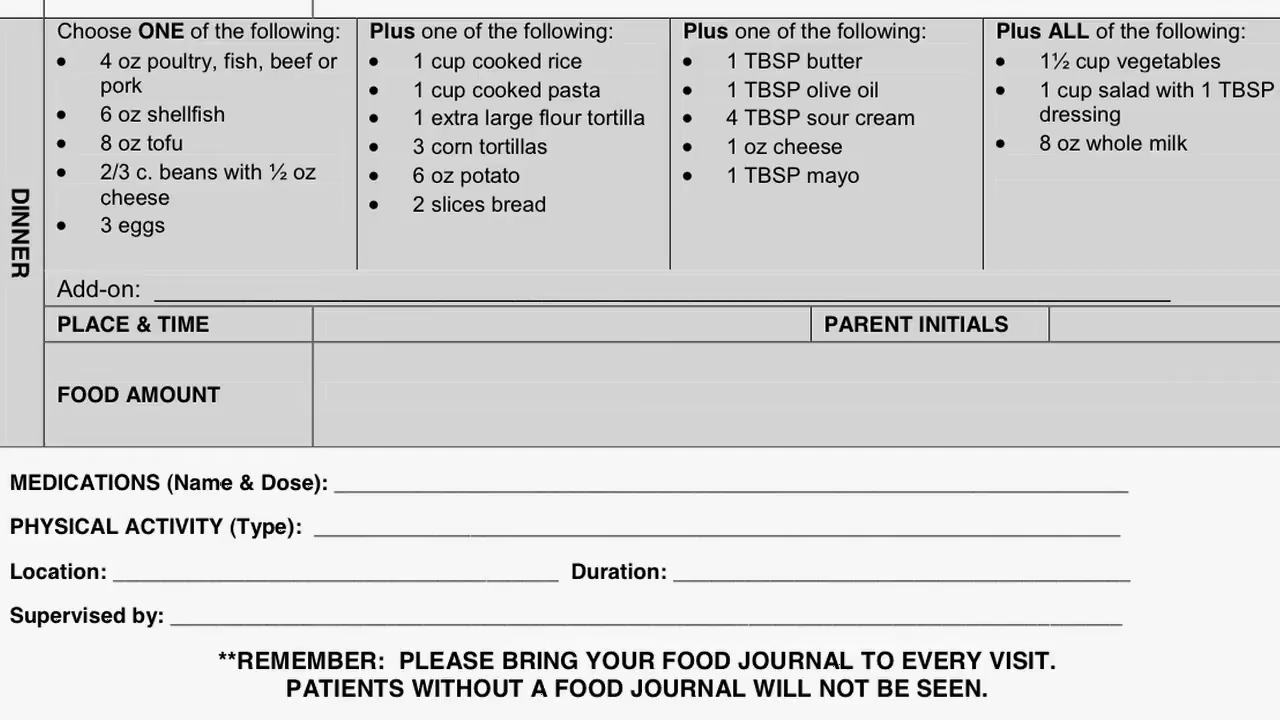 Choose ONE of the following:
4 oz poultry, fish, beef or
pork
6 oz shellfish
8 oz tofu
2/3 c. beans with ½ oz
cheese
3 eggs
Plus one of the following:
1 cup cooked rice
1 cup cooked pasta
1 extra large flour tortilla
3 corn tortillas
6 oz potato
2 slices bread
Plus one of the following:
1 TBSP butter
1 TBSP olive oil
4 TBSP sour cream
1 oz cheese
1 TBSP mayo
Plus ALL of the following:
1½ cup vegetables
1 cup salad with 1 TBSP
dressing
8 oz whole milk
DINNER
Add-on:
PLACE & TIME
PARENT INITIALS
FOOD AMOUNT
MEDICATIONS (Name & Dose):
PHYSICAL ACTIVITY (Type):
Location: Duration:
Supervised by:
**REMEMBER: PLEASE BRING YOUR FOOD JOURNAL TO EVERY VISIT.
PATIENTS WITHOUT A FOOD JOURNAL WILL NOT BE SEEN.